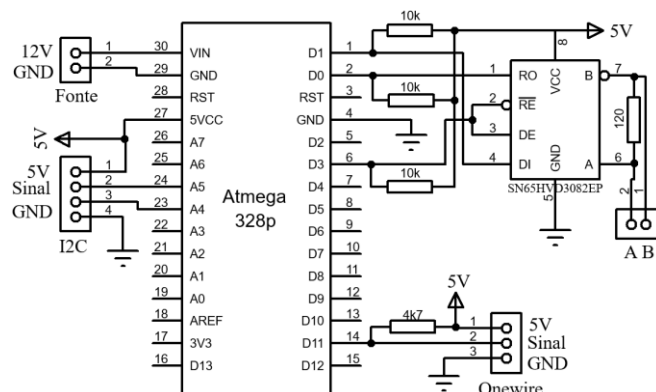 12V
GND
Fonte
1
2
5V
5V
Sinal
GND
I2C
1
2
3
4
30 VIN
29 GND
28 RST
27 5VCC
26 A7
25 A6
24 A5
23 A4
22 A3
21 A2
20 A1
19 A0
18 AREF
17 3V3
16 D13
Atmega
328p
D1 1
D0 2
RST 3
GND 4
D2 5
D3 6
D4 7
D5 8
D6 9
D7 10
D8 11
D9 12
D10 13
D11 14
D12 15
10k
10k
10k
5V
8
1 RO
2 RE
3 DE
4 DI
VCC
GND
B 7
A 6
5
SN65HVD3082EP
120
2
1
A B
5V
4k7
1
2
3
5V
Sinal
GND
Onewire